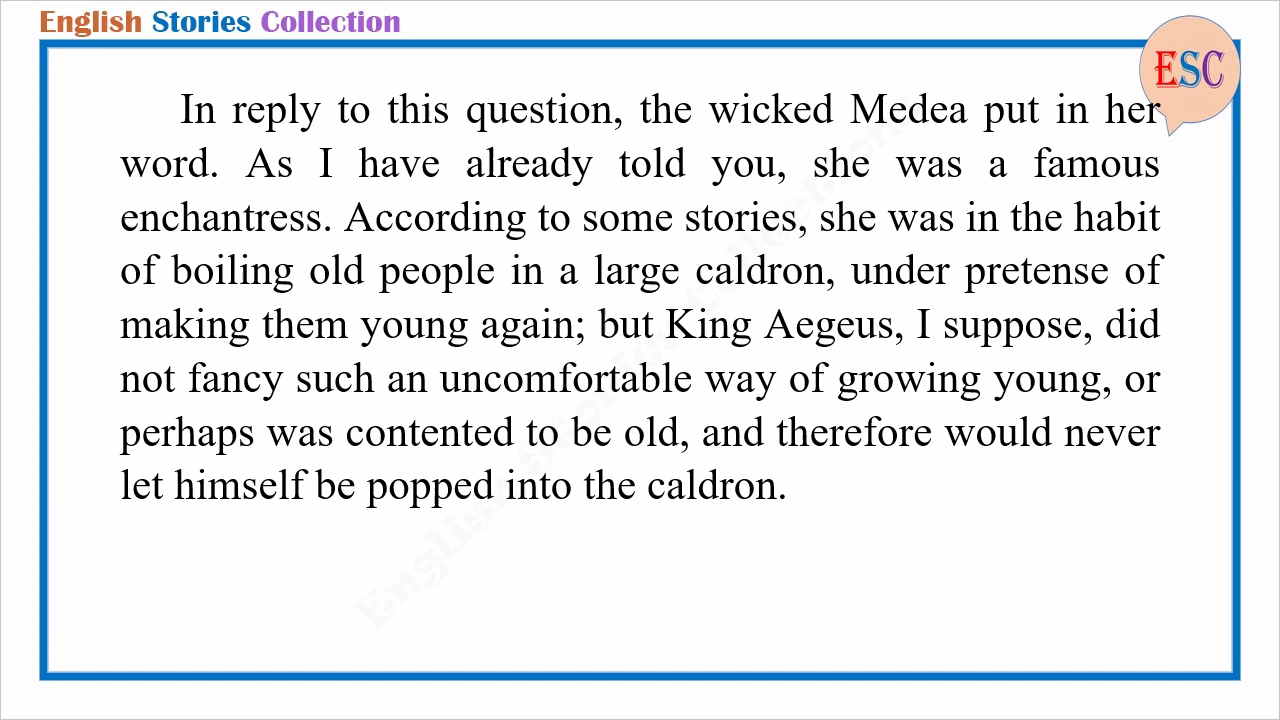 English Stories Collection
ESC
In reply to this question, the wicked Medea put in her
word. As I have already told you, she was a famous
enchantress. According to some stories, she was in the habit
of boiling old people in a large caldron, under pretense of
making them young again; but King Aegeus, I suppose, did
not fancy such an uncomfortable way of growing young, or
perhaps was contented to be old, and therefore would never
let himself be popped into the caldron.
English Stories Collection